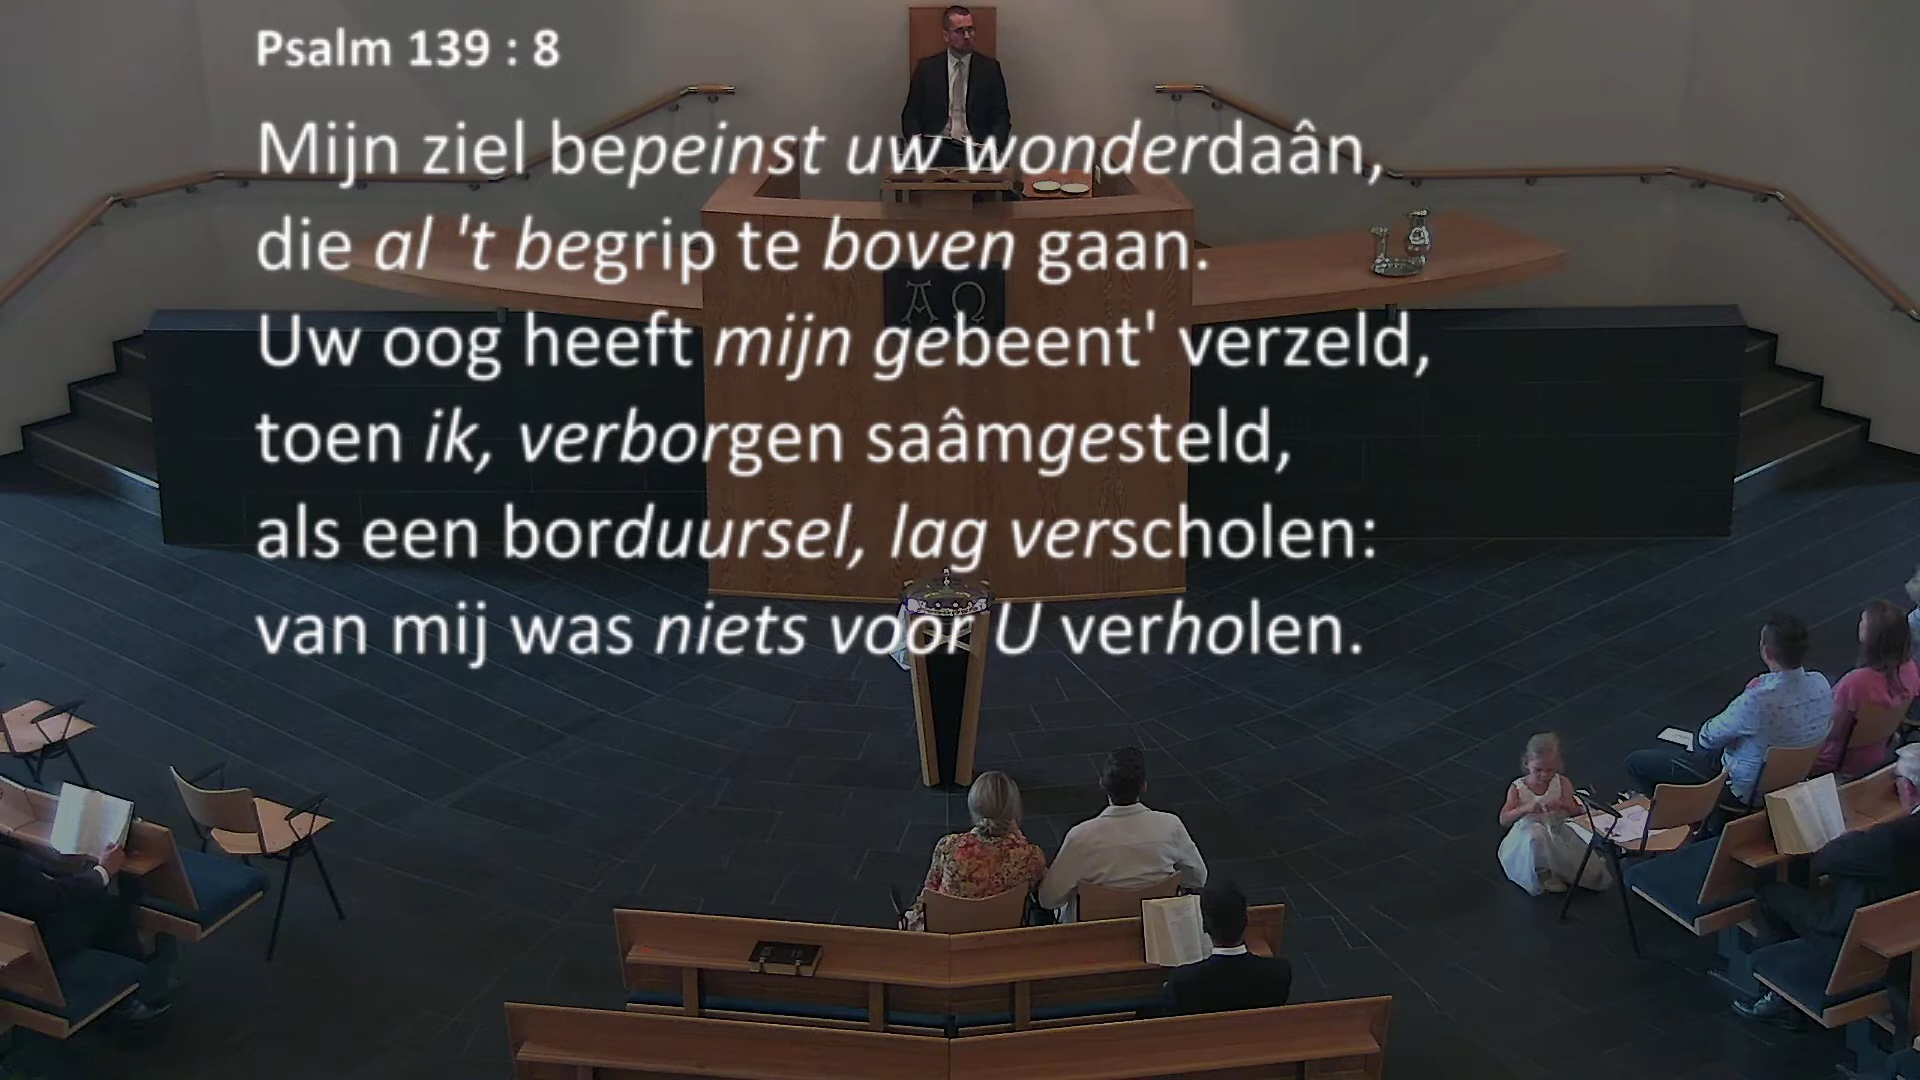 Psalm 139 : 8
Mijn ziel bepeinst uw wonderdaân,
die al 't begrip te boven gaan.
Uw oog heeft mijn gebeent' verzeld,
toen ik, verborgen saâmgesteld,
als een borduursel, lag verscholen:
van mij was niets voor U verholen.
Α Ω